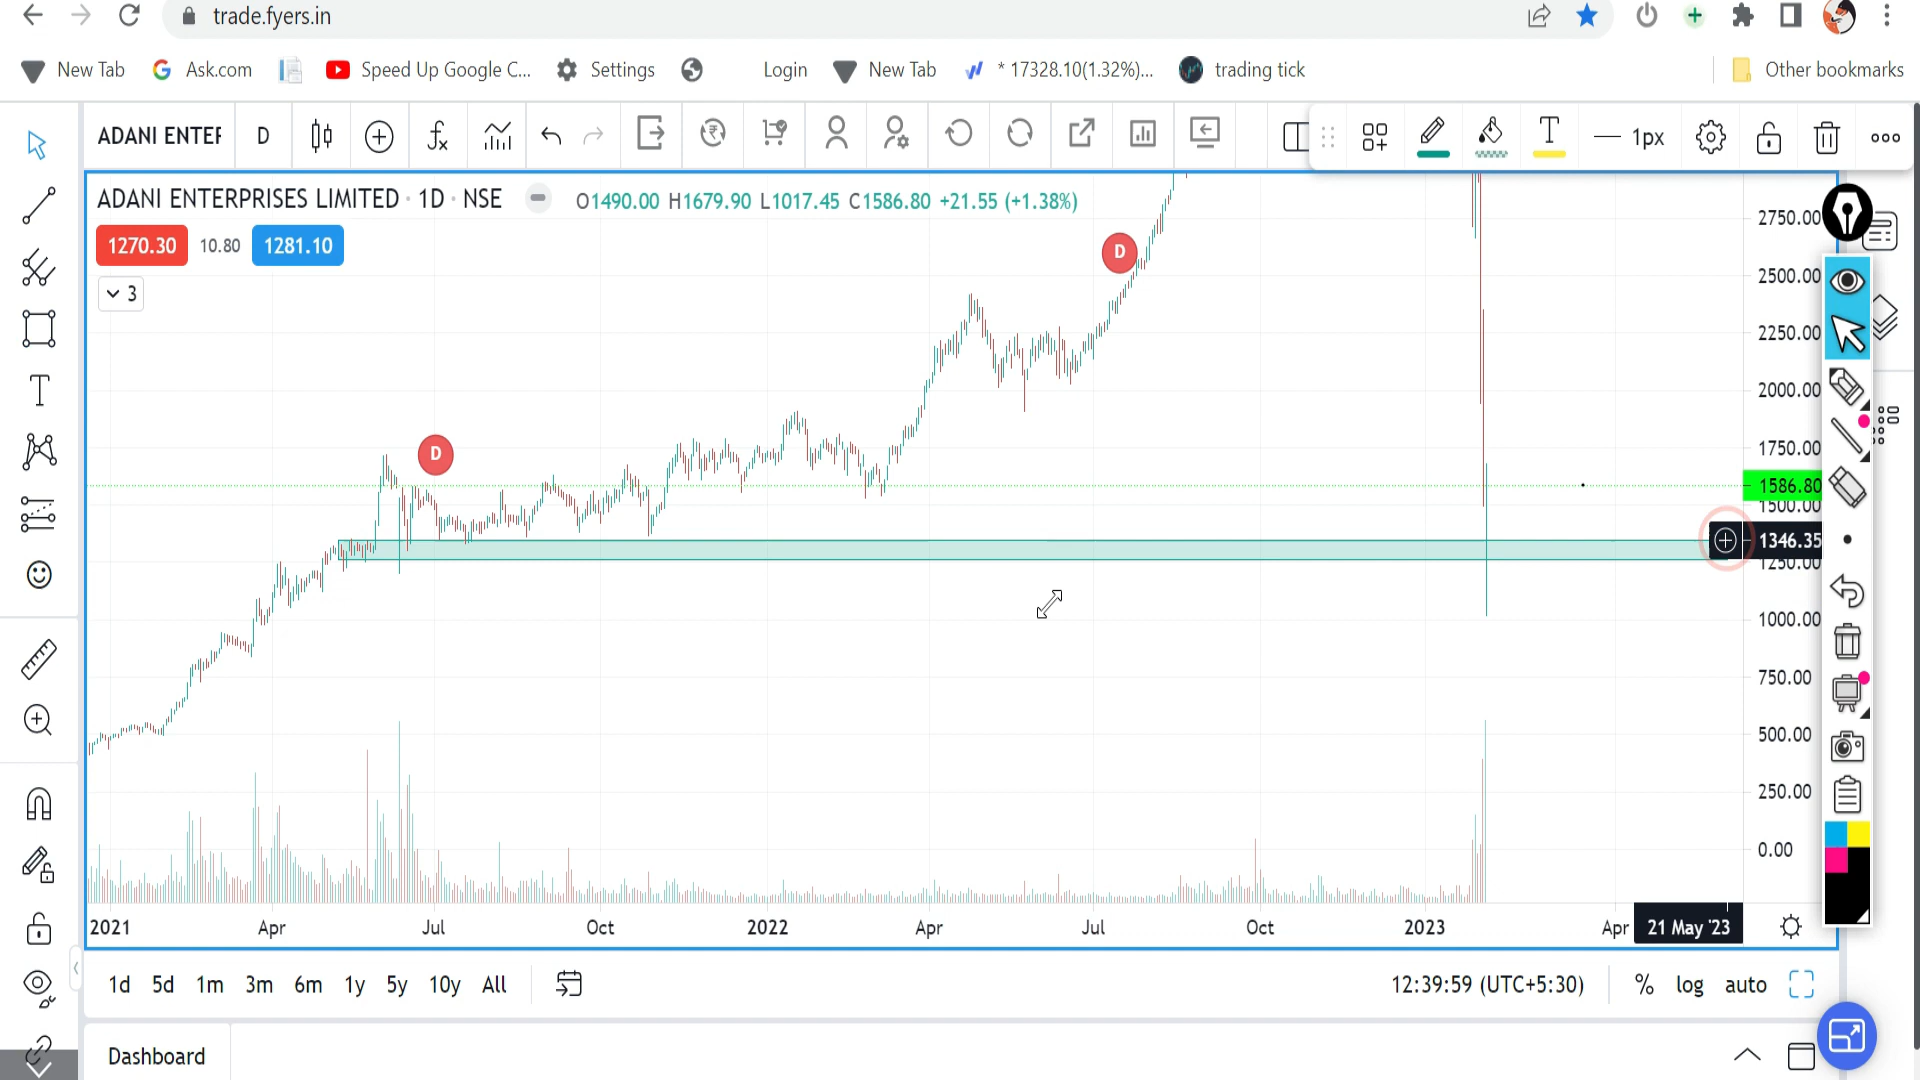 trade.fyers.in
New Tab
Ask.com
Speed Up Google C...
Settings
Login
New Tab
* 17328.10(1.32%)...
trading tick
Other bookmarks
ADANI ENTER
D
1px
ADANI ENTERPRISES LIMITED · 1D · NSE
O1490.00 H1679.90 L1017.45 C1586.80 +21.55 (+1.38%)
1270.30
10.80
1281.10
3
D
D
2750.00
2500.00
2250.00
2000.00
1750.00
1586.80
1500.00
1346.35
1250.00
1000.00
750.00
500.00
250.00
0.00
2021
Apr
Jul
Oct
2022
Apr
Jul
Oct
2023
Apr
21 May '23
1d
5d
1m
3m
6m
1y
5y
10y
All
12:39:59 (UTC+5:30)
%
log
auto
Dashboard